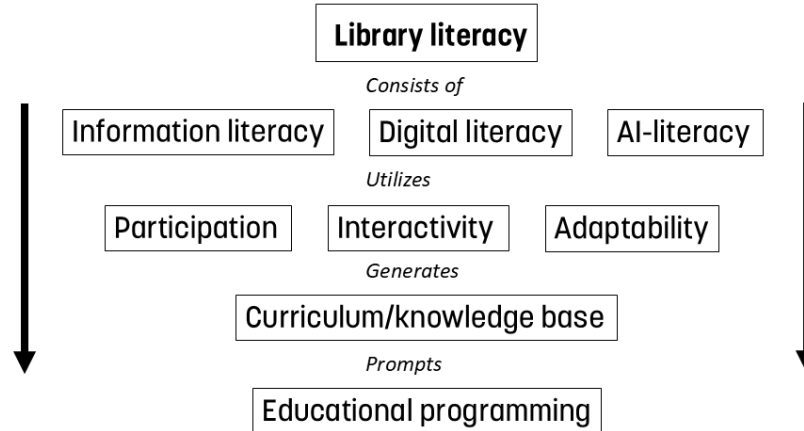 Library literacy
Consists of
Information literacy Digital literacy AI-literacy
Utilizes
Participation Interactivity Adaptability
Generates
Curriculum/knowledge base
Prompts
Educational programming